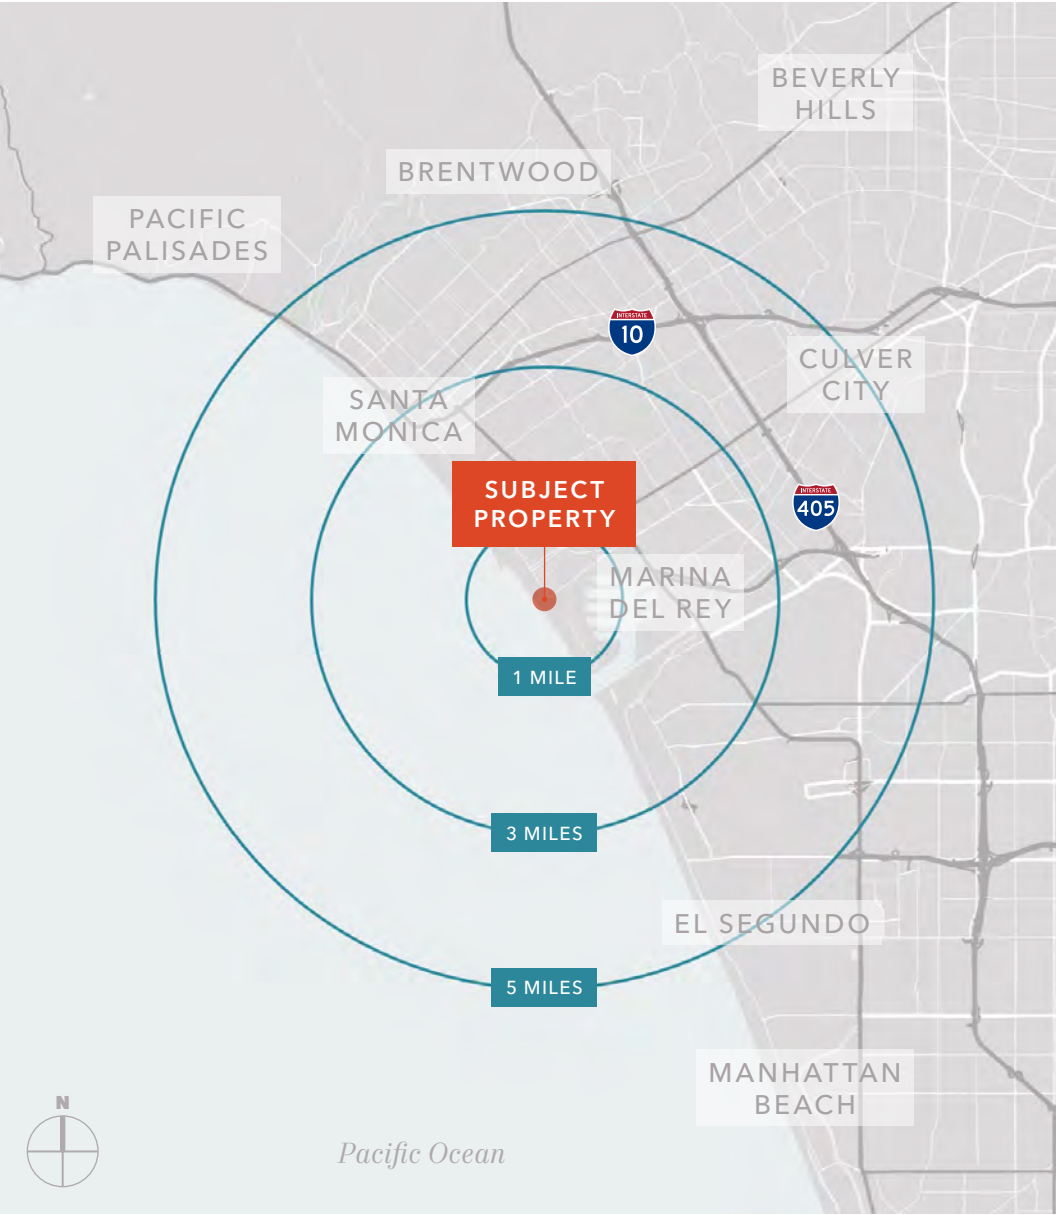 BEVERLY
HILLS
BRENTWOOD
PACIFIC
PALISADES
INTERSTATE
10
CULVER
CITY
SANTA
MONICA
SUBJECT
PROPERTY
INTERSTATE
405
MARINA
DEL REY
1 MILE
3 MILES
EL SEGUNDO
5 MILES
MANHATTAN
BEACH
N
Pacific Ocean